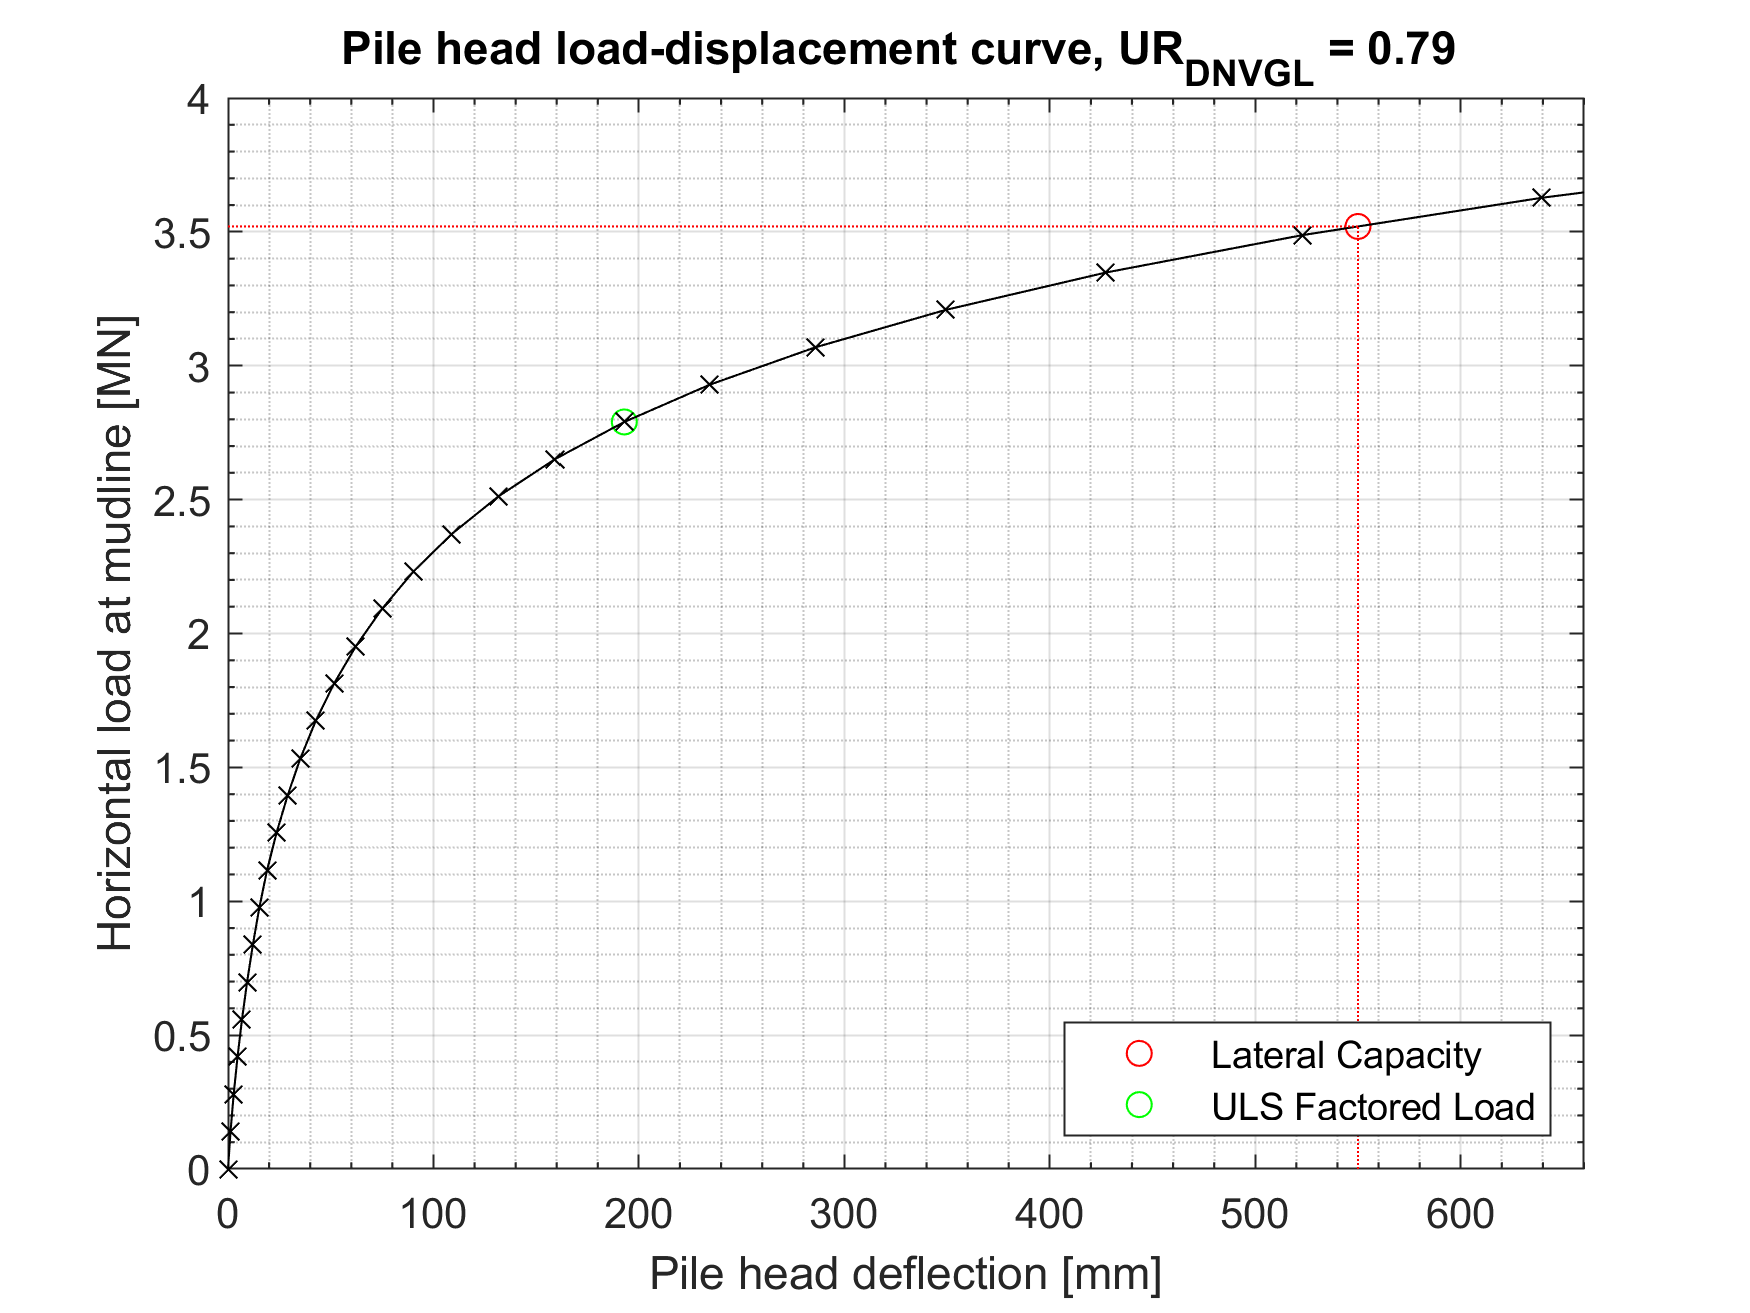 Pile head load-displacement curve, UR_DNVGL = 0.79
4
3.5
3
2.5
2
1.5
1
0.5
0
Horizontal load at mudline [MN]
0 100 200 300 400 500 600
Pile head deflection [mm]
Lateral Capacity
ULS Factored Load